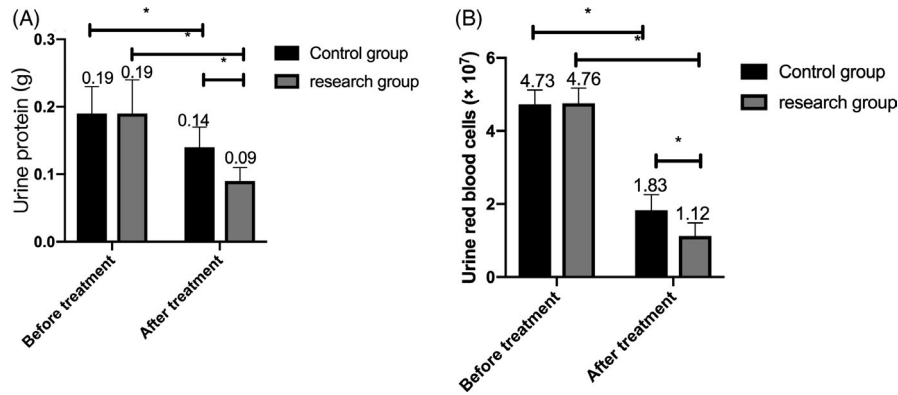 (A)
*
*
*
0.3
0.2
0.1
0.0
Urine protein (g)
0.19
0.19
0.14
0.09
Control group
research group
Before treatment
After treatment
(B)
*
*
*
6
4
2
0
Urine red blood cells (× 10⁷)
4.73
4.76
1.83
1.12
Control group
research group
Before treatment
After treatment